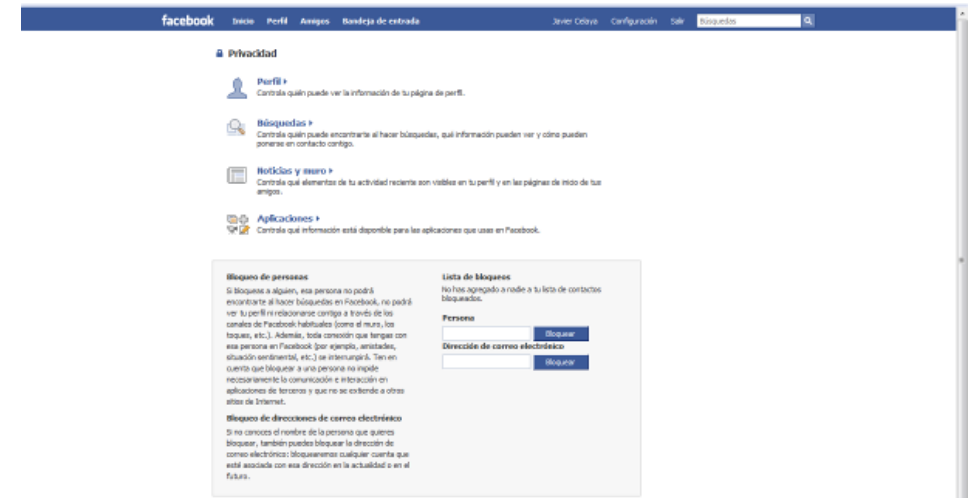 facebook Inicio Perfil Amigos Bandeja de entrada Javier Celaya Configuración Salir Búsquedas
Privacidad
Perfil
Controla quién puede ver la información de tu página de perfil.
Búsquedas
Controla quién puede encontrarte al hacer búsquedas, qué información pueden ver y cómo pueden
ponerse en contacto contigo.
Noticias y muro
Controla qué elementos de tu actividad reciente son visibles en tu perfil y en las páginas de inicio de tus
amigos.
Aplicaciones
Controla qué información está disponible para las aplicaciones que usas en Facebook.
Bloqueo de personas
Si bloqueas a alguien, esa persona no podrá
encontrarte al hacer búsquedas en Facebook, no podrá
ver tu perfil ni relacionarse contigo a través de los
canales de Facebook habituales (como el muro, los
toques, etc.). Además, toda conexión que tengas con
esa persona en Facebook (por ejemplo, amistades,
situación sentimental, etc.) se interrumpirá. Ten en
cuenta que bloquear a una persona no impide
necesariamente la comunicación e interacción en
aplicaciones de terceros y que no se extiende a otros
sitios de Internet.
Bloqueo de direcciones de correo electrónico
Si no conoces el nombre de la persona que quieres
bloquear, también puedes bloquear la dirección de
correo electrónico: bloquearemos cualquier cuenta que
esté asociada con esa dirección en la actualidad o en el
futuro.
Lista de bloqueos
No has agregado a nadie a tu lista de contactos
bloqueados.
Persona
Bloquear
Dirección de correo electrónico
Bloquear